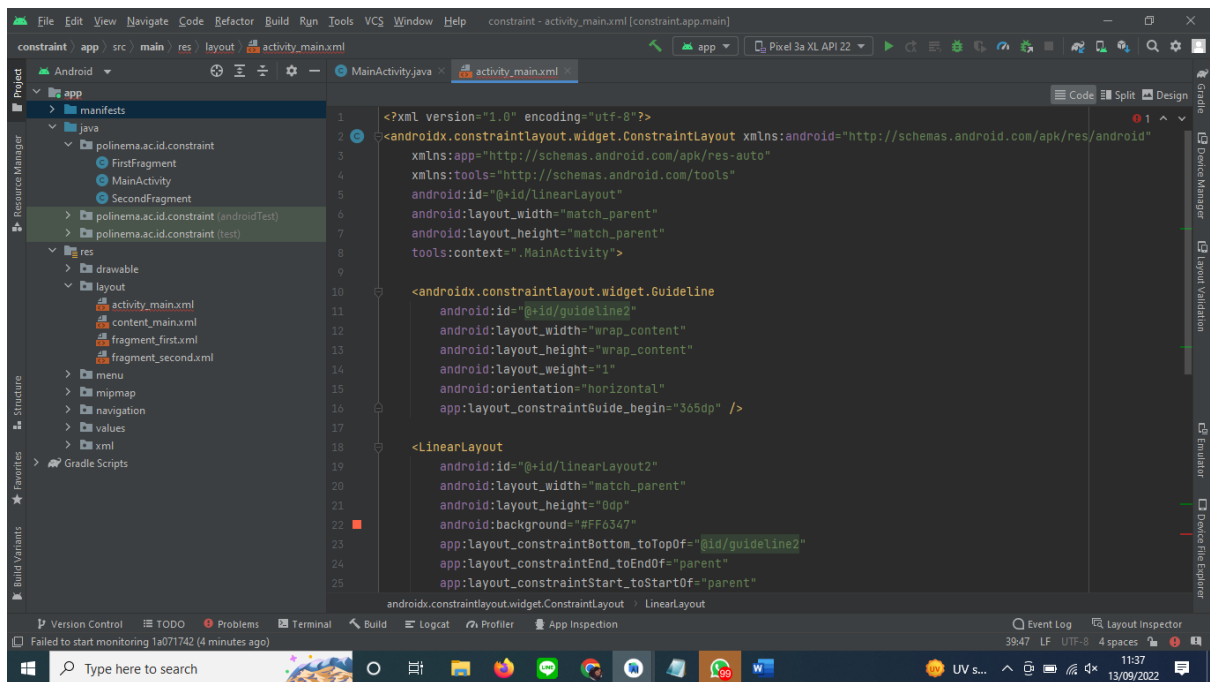 File Edit View Navigate Code Refactor Build Run Tools VCS Window Help constraint - activity_main.xml [constraint.app.main]
constraint app src main res layout activity_main.xml
app Pixel 3a XL API 22
Android
MainActivity.java
activity_main.xml
Code Split Design
Project
Resource Manager
Structure
Favorites
Build Variants
app
manifests
java
polinema.ac.id.constraint
FirstFragment
MainActivity
SecondFragment
polinema.ac.id.constraint (androidTest)
polinema.ac.id.constraint (test)
res
drawable
layout
activity_main.xml
content_main.xml
fragment_first.xml
fragment_second.xml
menu
mipmap
navigation
values
xml
Gradle Scripts
1 <?xml version="1.0" encoding="utf-8"?>
1
2 <androidx.constraintlayout.widget.ConstraintLayout xmlns:android="http://schemas.android.com/apk/res/android"
3 xmlns:app="http://schemas.android.com/apk/res-auto"
4 xmlns:tools="http://schemas.android.com/tools"
5 android:id="@+id/linearLayout"
6 android:layout_width="match_parent"
7 android:layout_height="match_parent"
8 tools:context=".MainActivity">
9
10 <androidx.constraintlayout.widget.Guideline
11 android:id="@+id/guideline2"
12 android:layout_width="wrap_content"
13 android:layout_height="wrap_content"
14 android:layout_weight="1"
15 android:orientation="horizontal"
16 app:layout_constraintGuide_begin="365dp" />
17
18 <LinearLayout
19 android:id="@+id/linearLayout2"
20 android:layout_width="match_parent"
21 android:layout_height="0dp"
22 android:background="#FF6347"
23 app:layout_constraintBottom_toTopOf="@id/guideline2"
24 app:layout_constraintEnd_toEndOf="parent"
25 app:layout_constraintStart_toStartOf="parent"
androidx.constraintlayout.widget.ConstraintLayout LinearLayout
Gradle
Device Manager
Layout Validation
Emulator
Device File Explorer
Version Control TODO Problems Terminal Build Logcat Profiler App Inspection Event Log Layout Inspector
Failed to start monitoring 1a071742 (4 minutes ago) 39:47 LF UTF-8 4 spaces
Type here to search
W
99
UV UV s...
11:37
13/09/2022